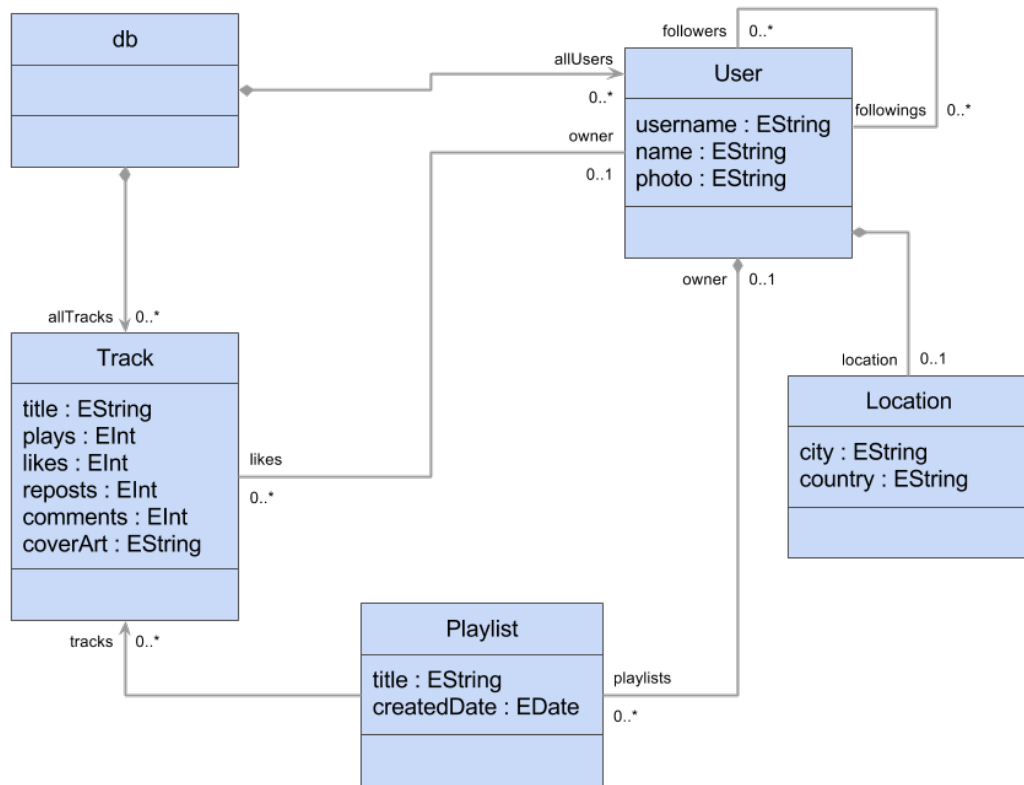 db
followers 0..*
allUsers
0..*
User
followings 0..*
username : EString
name : EString
photo : EString
owner
0..1
owner 0..1
allTracks 0..*
Track
title : EString
plays : EInt
likes : EInt
reposts : EInt
comments : EInt
coverArt : EString
likes
0..*
location 0..1
Location
city : EString
country : EString
tracks 0..*
Playlist
title : EString
createdDate : EDate
playlists
0..*